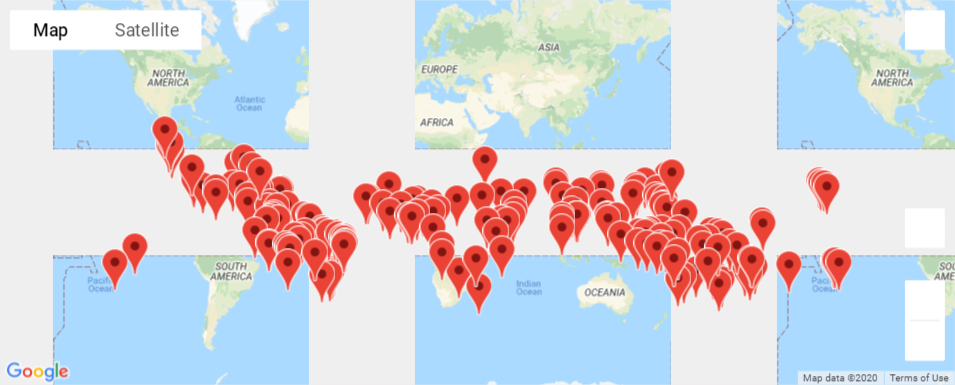 Map
Satellite
NORTH
AMERICA
Atlantic
Ocean
EUROPE
ASIA
AFRICA
NORTH
AMERICA
Pacific
Ocean
SOUTH
AMERICA
Indian
Ocean
OCEANIA
Ocean
SO
AME
Google
Map data ©2020
Terms of Use